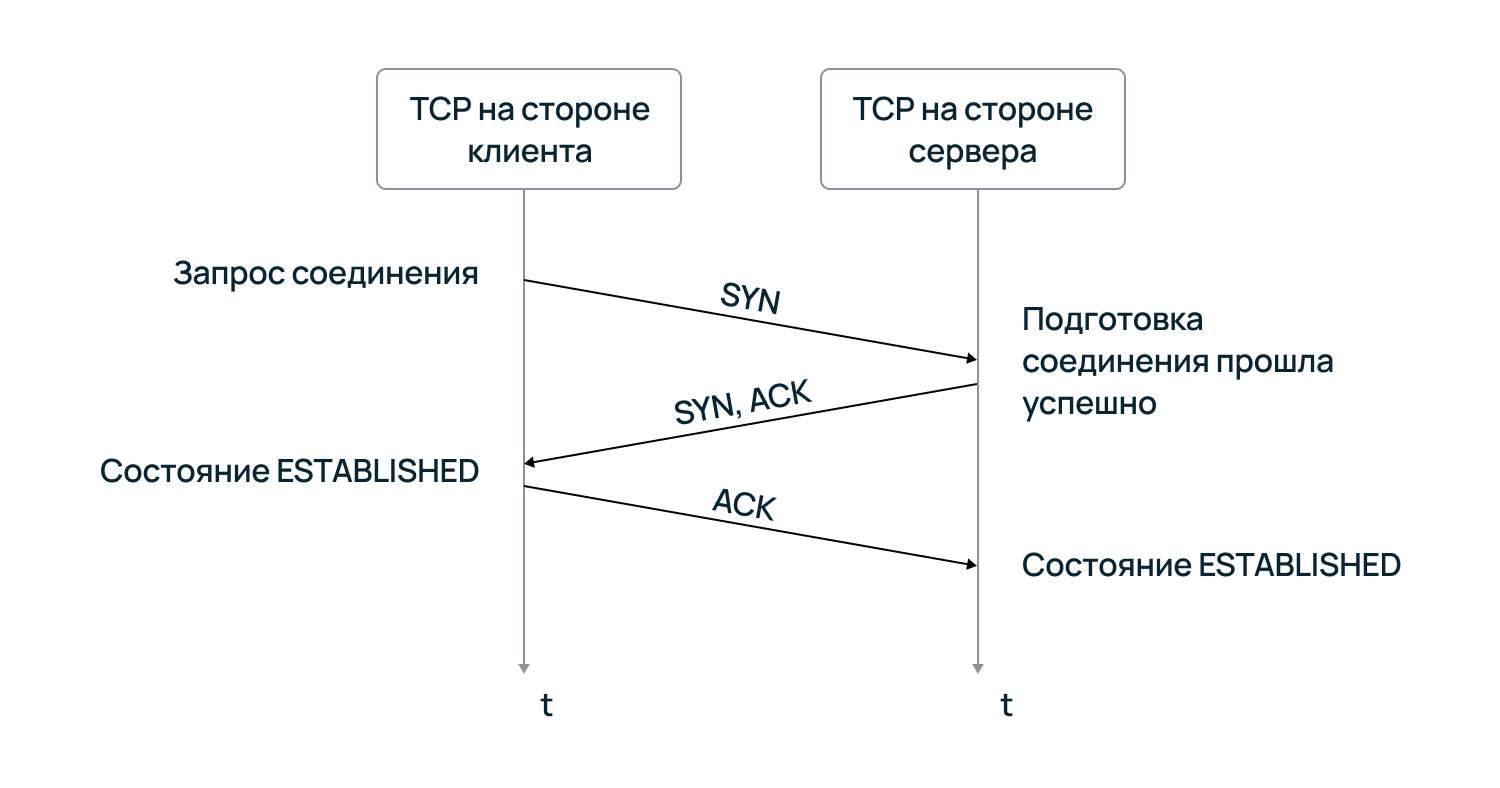 TCP на стороне
клиента
TCP на стороне
сервера
Запрос соединения
SYN
Подготовка
соединения прошла
успешно
SYN, ACK
Состояние ESTABLISHED
ACK
Состояние ESTABLISHED
t
t